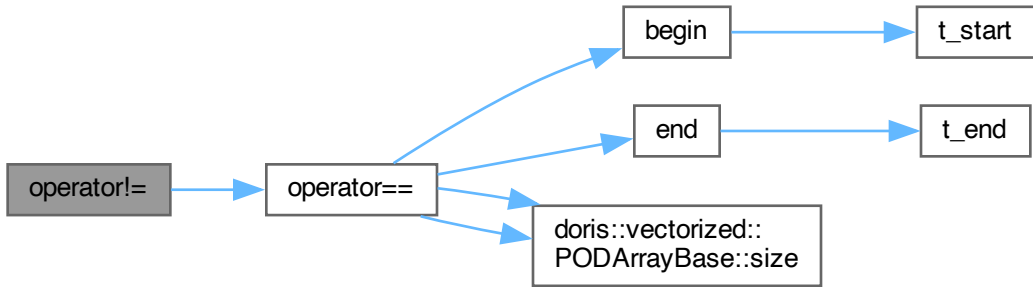 operator!=
operator==
begin
t_start
end
t_end
doris::vectorized::
PODArrayBase::size